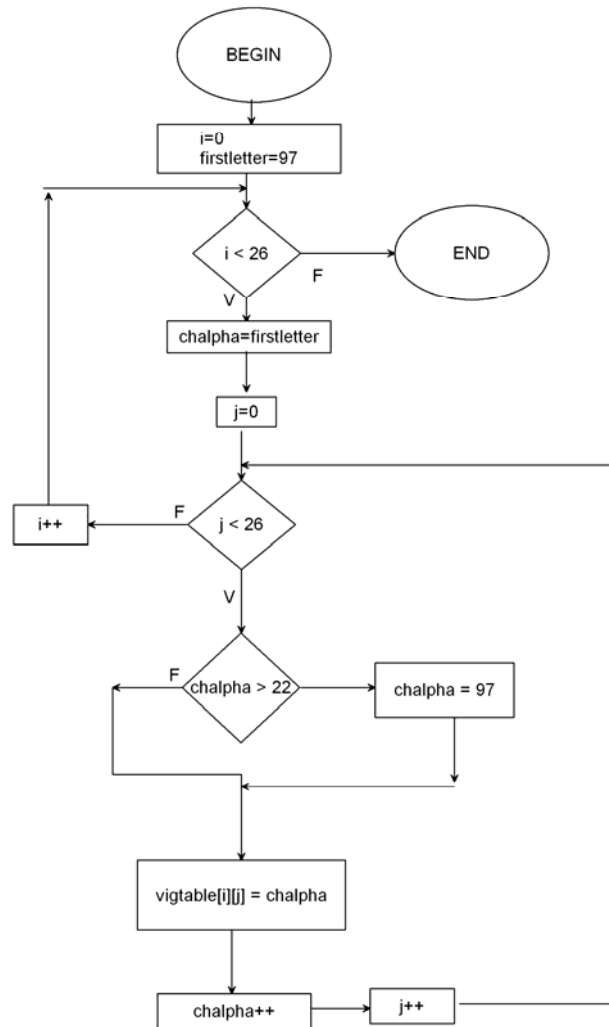 BEGIN
i=0
firstletter=97
i < 26
F
END
V
chalpha=firstletter
j=0
i++
F
j < 26
V
F
chalpha > 22
chalpha = 97
vigtable[i][j] = chalpha
chalpha++
j++